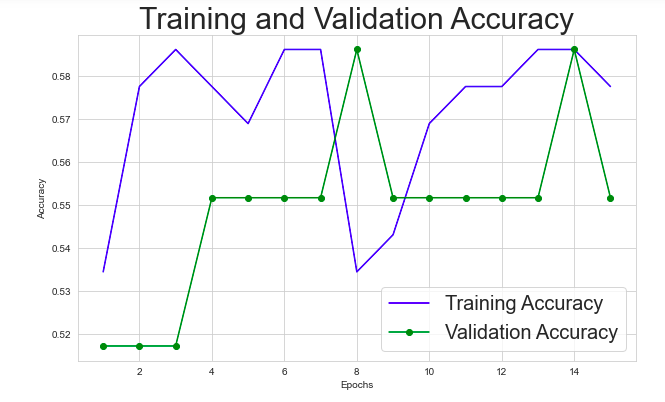 Training and Validation Accuracy
Accuracy
0.58
0.57
0.56
0.55
0.54
0.53
0.52
Training Accuracy
Validation Accuracy
2 4 6 8 10 12 14
Epochs